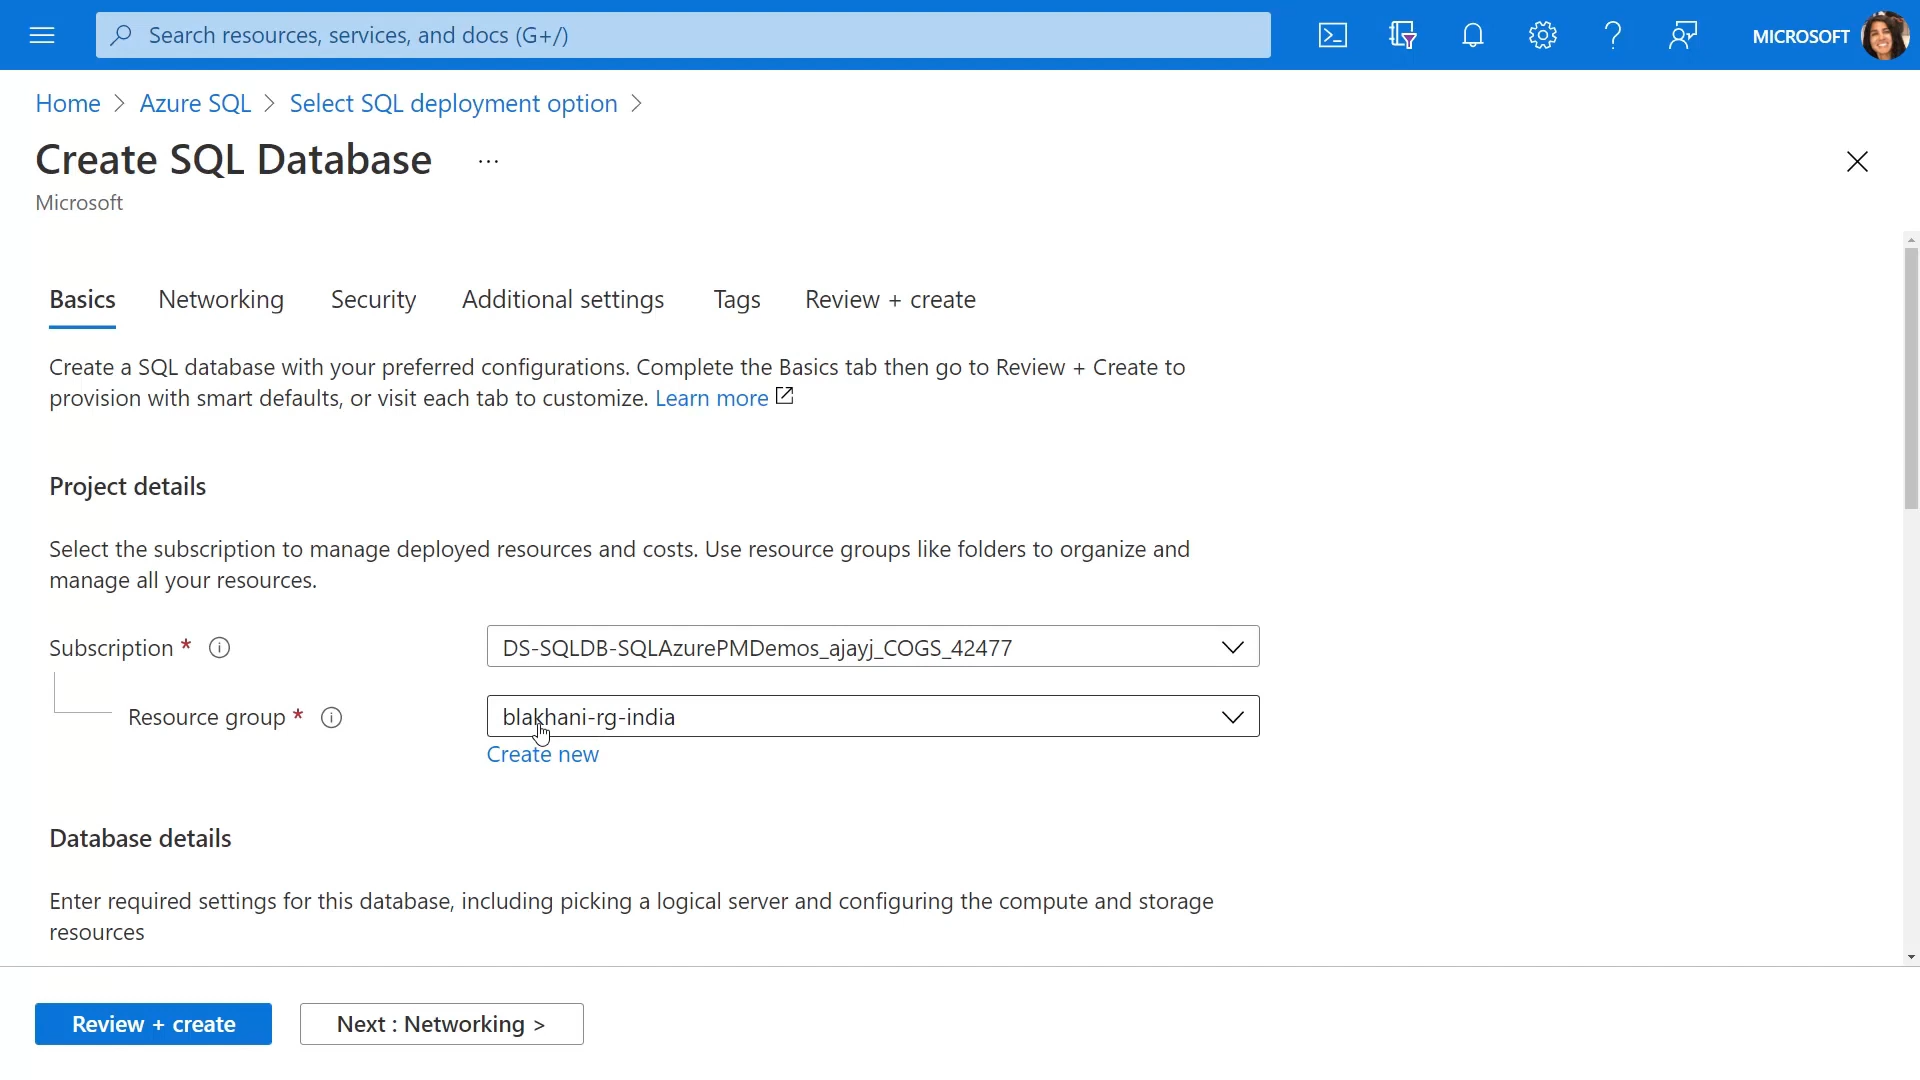 Search resources, services, and docs (G+/)
MICROSOFT
Home > Azure SQL > Select SQL deployment option >
Create SQL Database ...
Microsoft
Basics Networking Security Additional settings Tags Review + create
Create a SQL database with your preferred configurations. Complete the Basics tab then go to Review + Create to
provision with smart defaults, or visit each tab to customize. Learn more
Project details
Select the subscription to manage deployed resources and costs. Use resource groups like folders to organize and
manage all your resources.
Subscription * DS-SQLDB-SQLAzurePMDemos_ajayj_COGS_42477
Resource group * blakhani-rg-india
Create new
Database details
Enter required settings for this database, including picking a logical server and configuring the compute and storage
resources
Review + create Next : Networking >